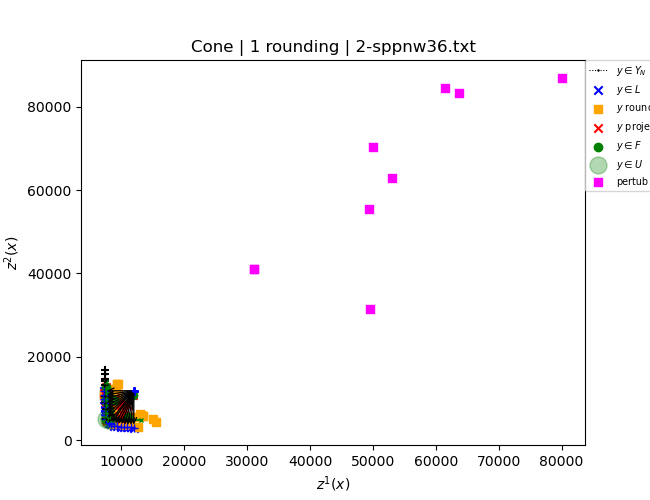 Cone | 1 rounding | 2-sppnw36.txt
80000
60000
40000
20000
0
z²(x)
10000 20000 30000 40000 50000 60000 70000 80000
z¹(x)
y ∈ Y_N
y ∈ L
y roun
y proje
y ∈ F
y ∈ U
pertub